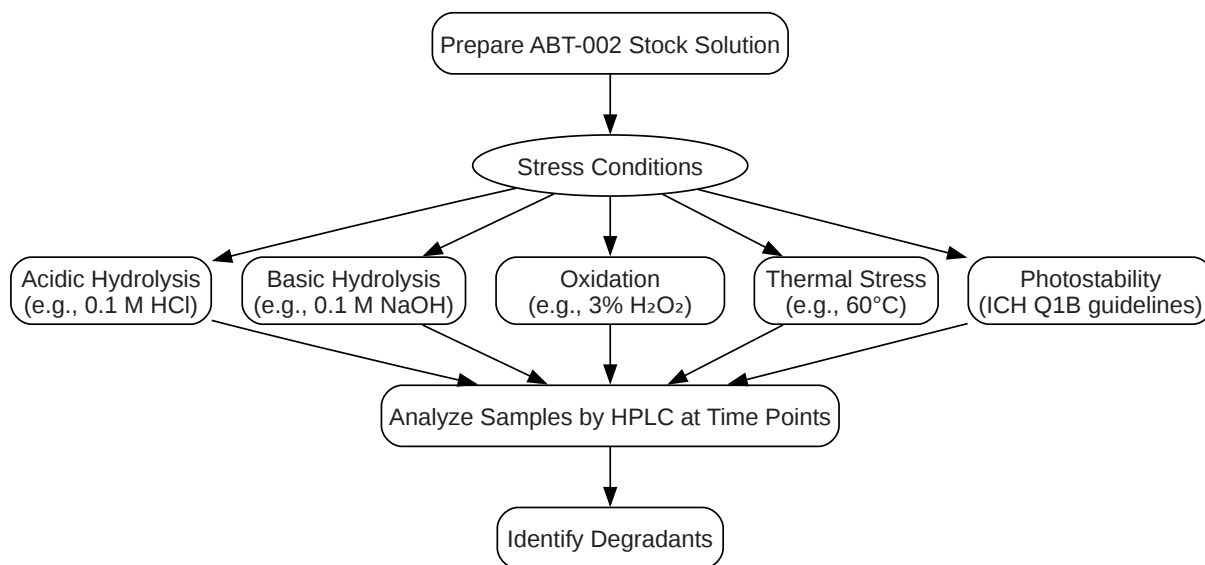 Prepare ABT-002 Stock Solution
Stress Conditions
Acidic Hydrolysis
(e.g., 0.1 M HCl)
Basic Hydrolysis
(e.g., 0.1 M NaOH)
Oxidation
(e.g., 3% H₂O₂)
Thermal Stress
(e.g., 60°C)
Photostability
(ICH Q1B guidelines)
Analyze Samples by HPLC at Time Points
Identify Degradants